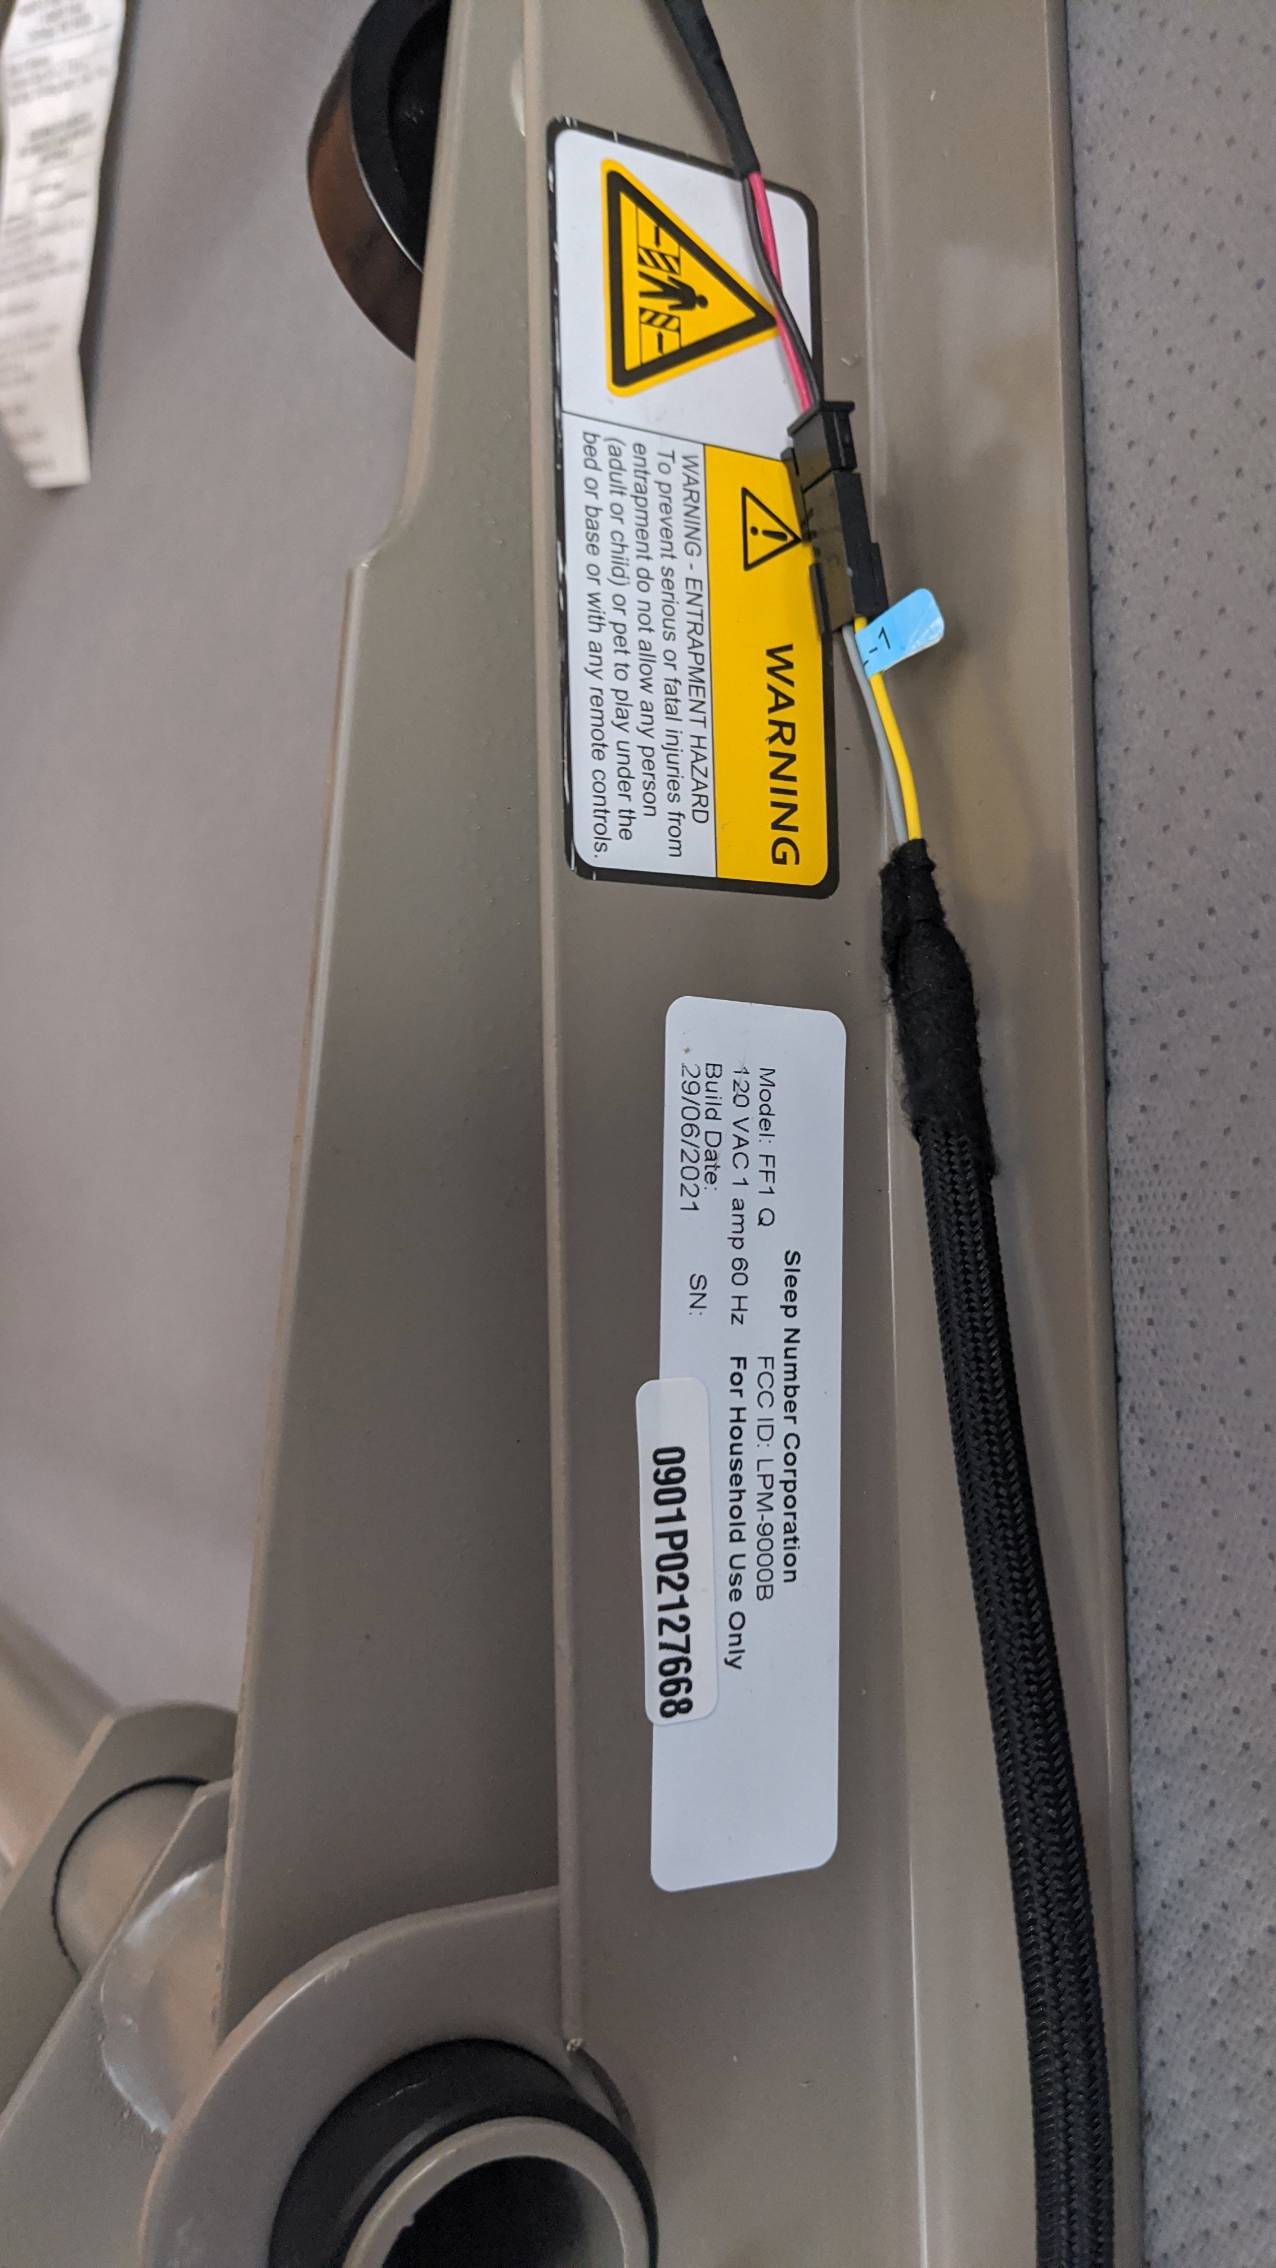 WARNING
WARNING - ENTRAPMENT HAZARD
To prevent serious or fatal injuries from
entrapment do not allow any person
(adult or child) or pet to play under the
bed or base or with any remote controls.
Sleep Number Corporation
Model: FF1 Q FCC ID: LPM-9000B
120 VAC 1 amp 60 Hz For Household Use Only
Build Date:
29/06/2021 SN:
0901P02127668